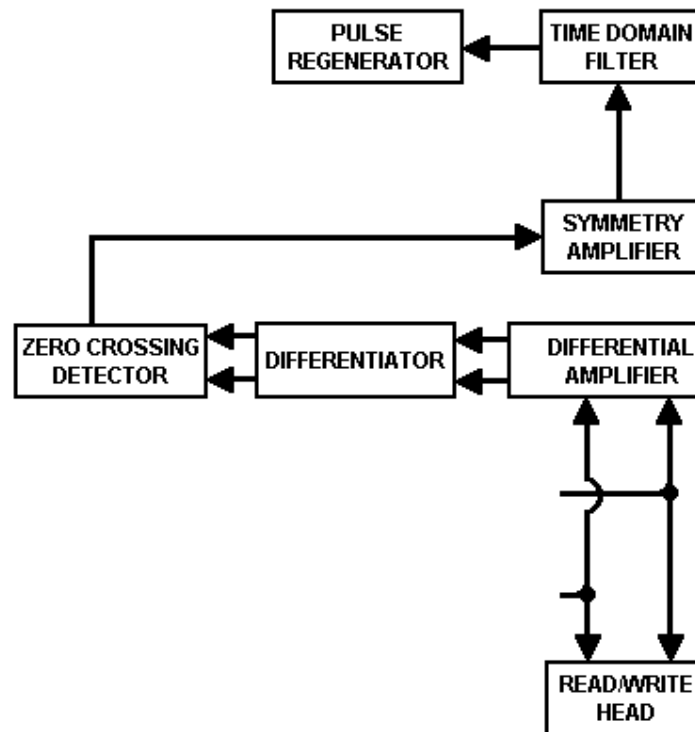 PULSE
REGENERATOR
TIME DOMAIN
FILTER
SYMMETRY
AMPLIFIER
ZERO CROSSING
DETECTOR
DIFFERENTIATOR
DIFFERENTIAL
AMPLIFIER
READ/WRITE
HEAD